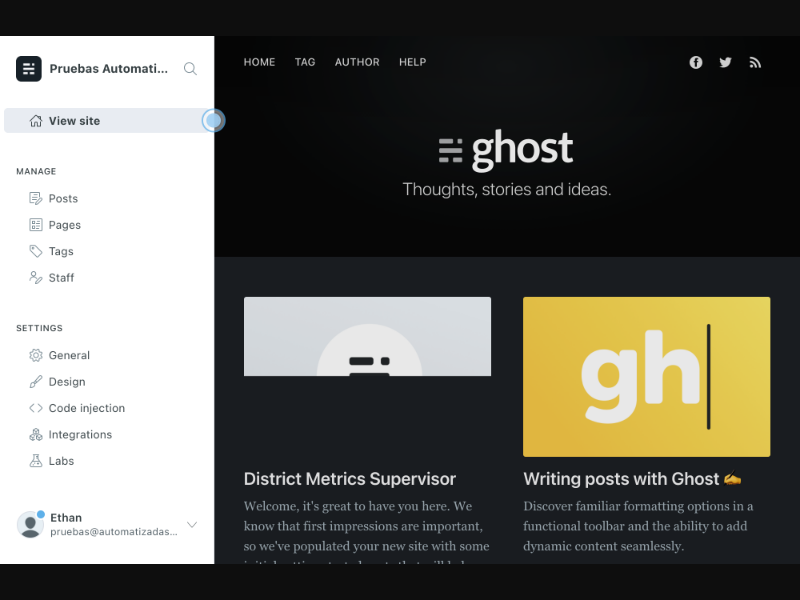 Pruebas Automati...
View site
MANAGE
Posts
Pages
Tags
Staff
SETTINGS
General
Design
Code injection
Integrations
Labs
Ethan
pruebas@automatizadas...
HOME TAG AUTHOR HELP
ghost
Thoughts, stories and ideas.
District Metrics Supervisor
Welcome, it's great to have you here. We
know that first impressions are important,
so we've populated your new site with some
gh
Writing posts with Ghost ✍️
Discover familiar formatting options in a
functional toolbar and the ability to add
dynamic content seamlessly.